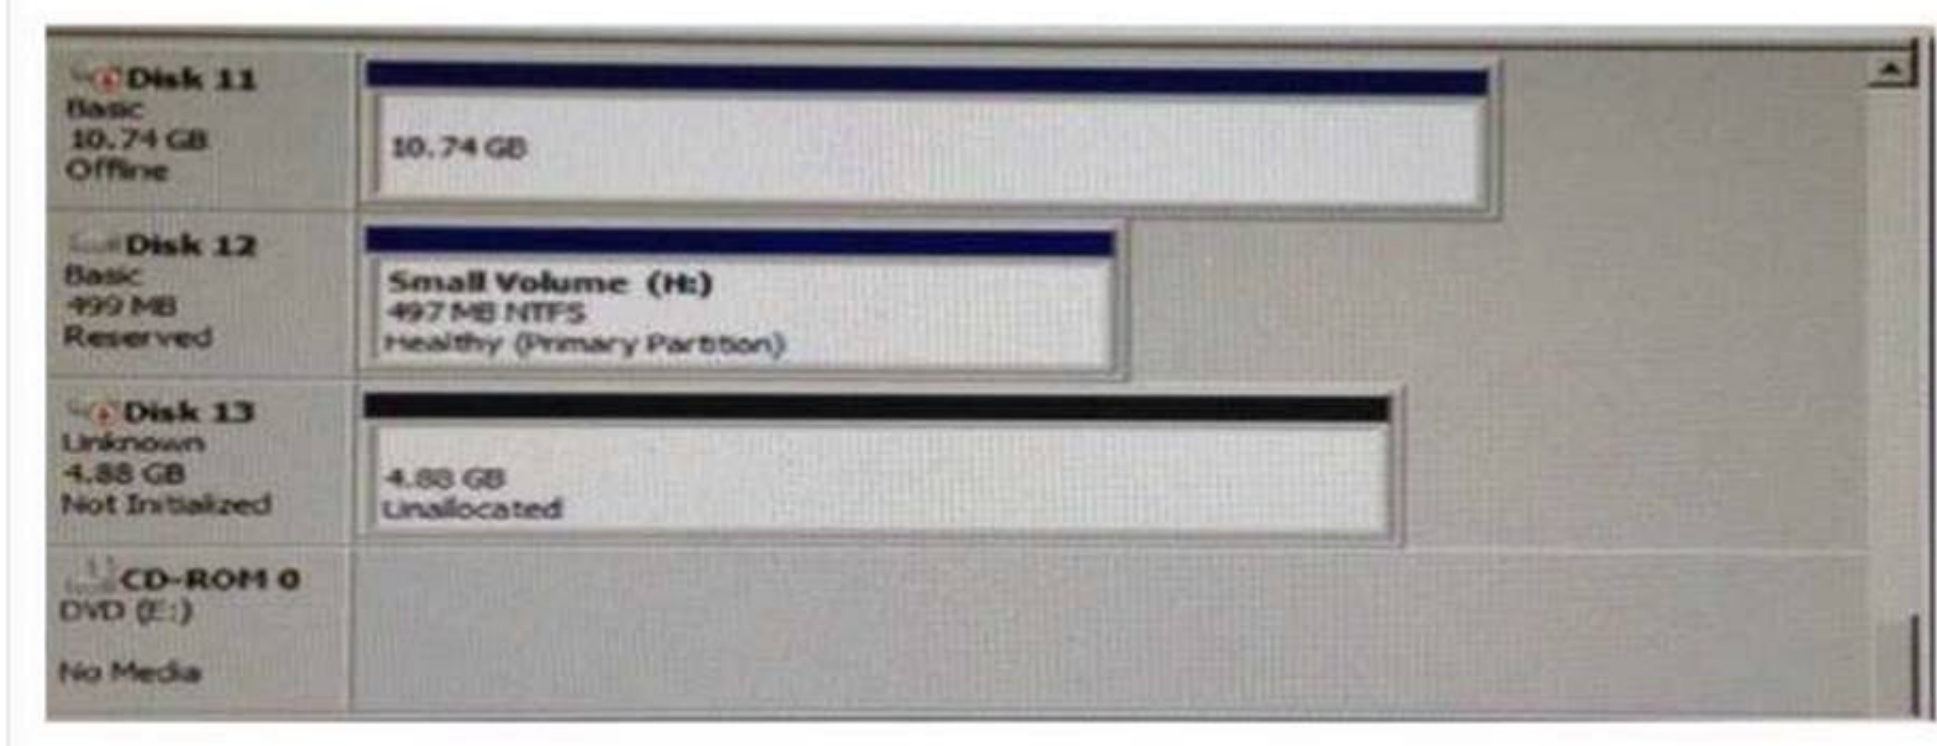 Disk 11
Basic
10.74 GB
Offline
10.74 GB
Disk 12
Basic
499 MB
Reserved
Small Volume (H:)
497 MB NTFS
Healthy (Primary Partition)
Disk 13
Unknown
4.88 GB
Not Initialized
4.88 GB
Unallocated
CD-ROM 0
DVD (E:)
No Media